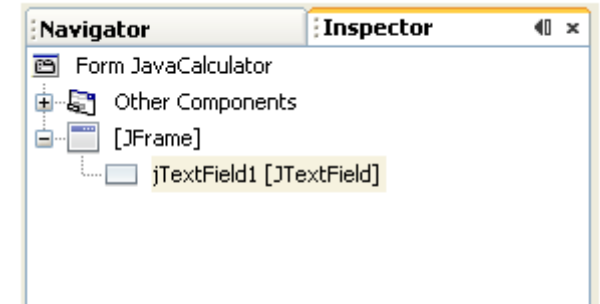 Navigator Inspector
Form JavaCalculator
Other Components
[JFrame]
jTextField1 [JTextField]